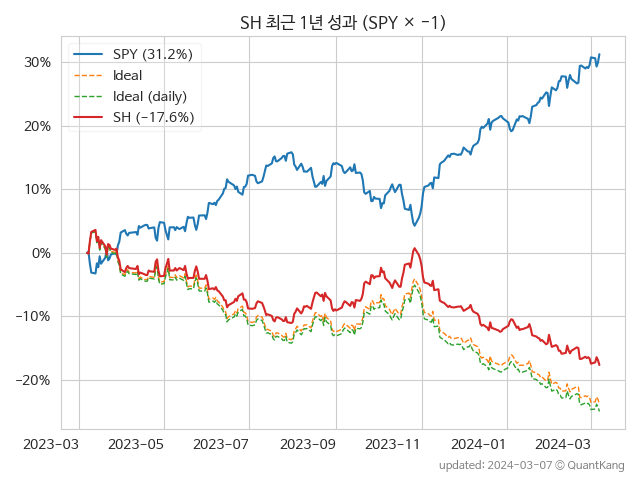 SH 최근 1년 성과 (SPY × −1)
SPY (31.2%)
Ideal
Ideal (daily)
SH (−17.6%)
30%
20%
10%
0%
−10%
−20%
2023−03 2023−05 2023−07 2023−09 2023−11 2024−01 2024−03
updated: 2024−03−07 © QuantKang